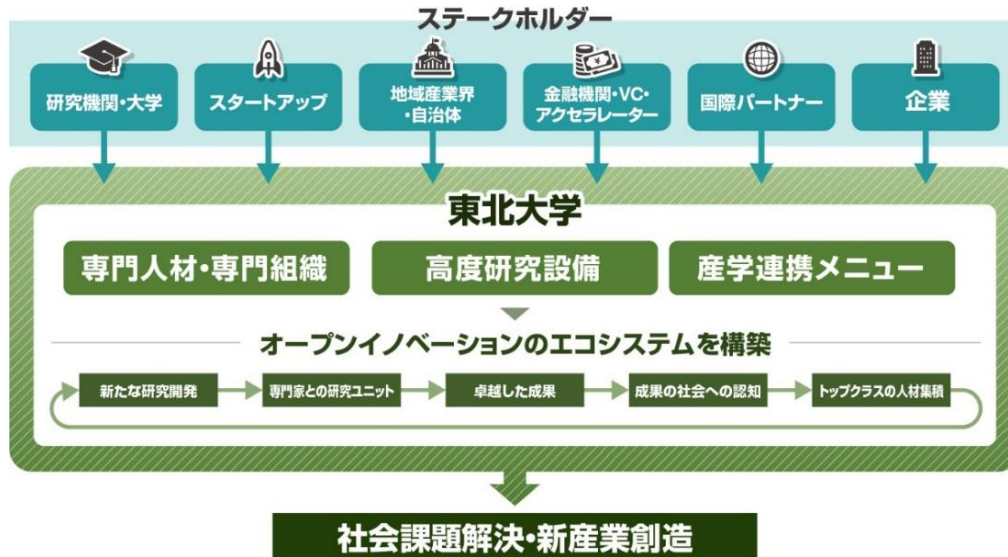 ステークホルダー
研究機関・大学
スタートアップ
地域産業界
・自治体
金融機関・VC・
アクセラレーター
国際パートナー
企業
東北大学
専門人材・専門組織
高度研究設備
産学連携メニュー
オープンイノベーションのエコシステムを構築
新たな研究開発
専門家との研究ユニット
卓越した成果
成果の社会への認知
トップクラスの人材集積
社会課題解決・新産業創造